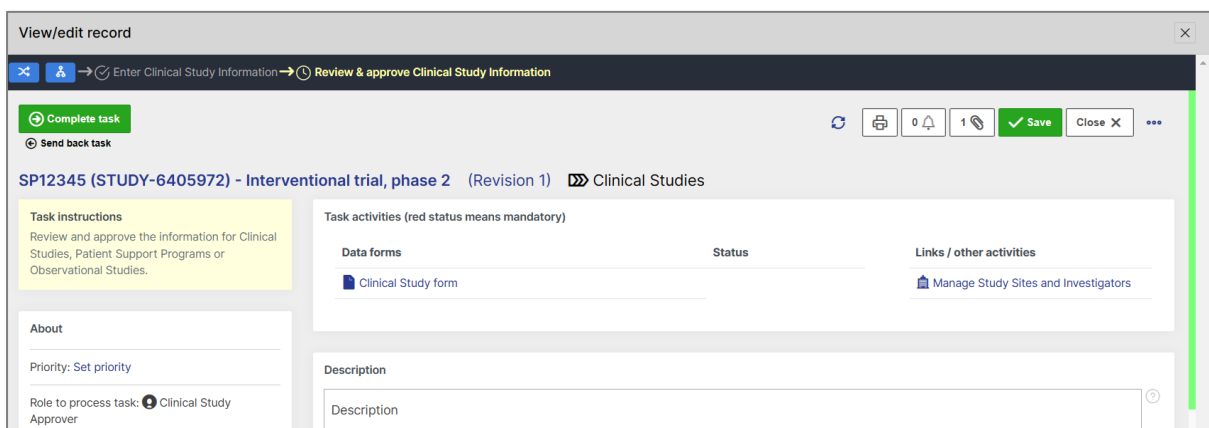 View/edit record
Enter Clinical Study Information
Review & approve Clinical Study Information
Complete task
Send back task
0
1
Save
Close X
SP12345 (STUDY-6405972) - Interventional trial, phase 2 (Revision 1) Clinical Studies
Task instructions
Review and approve the information for Clinical
Studies, Patient Support Programs or
Observational Studies.
Task activities (red status means mandatory)
Data forms Status Links / other activities
Clinical Study form Manage Study Sites and Investigators
About
Priority: Set priority
Role to process task: Clinical Study
Approver
Description
Description
?